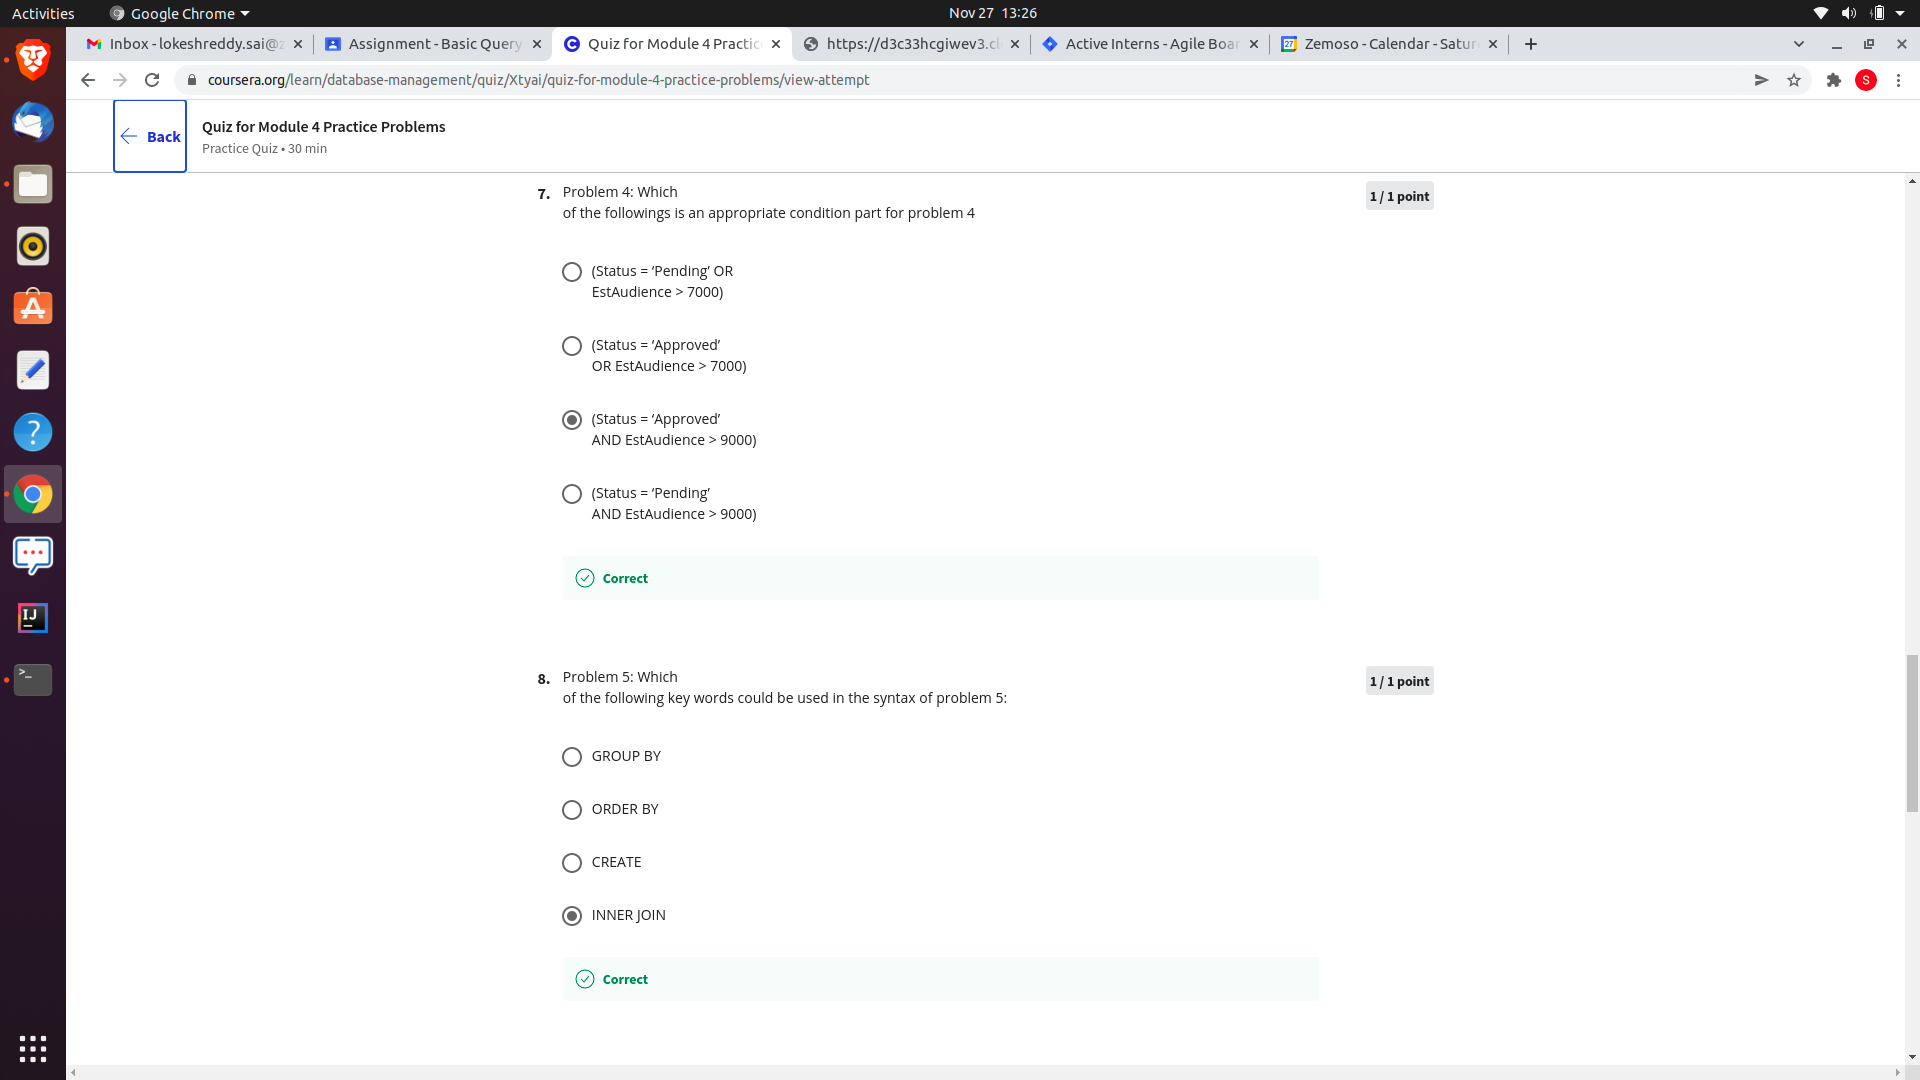 Activities
Google Chrome
Nov 27 13:26
Inbox - lokeshreddy.sai@z
Assignment - Basic Query
Quiz for Module 4 Practic
https://d3c33hcgiwev3.cl
Active Interns - Agile Boar
Zemoso - Calendar - Satur
coursera.org/learn/database-management/quiz/Xtyai/quiz-for-module-4-practice-problems/view-attempt
S
Back
Quiz for Module 4 Practice Problems
Practice Quiz • 30 min
7. Problem 4: Which
of the followings is an appropriate condition part for problem 4
1 / 1 point
(Status = ‘Pending’ OR
EstAudience > 7000)
(Status = ‘Approved’
OR EstAudience > 7000)
(Status = ‘Approved’
AND EstAudience > 9000)
(Status = ‘Pending’
AND EstAudience > 9000)
Correct
8. Problem 5: Which
of the following key words could be used in the syntax of problem 5:
1 / 1 point
GROUP BY
ORDER BY
CREATE
INNER JOIN
Correct